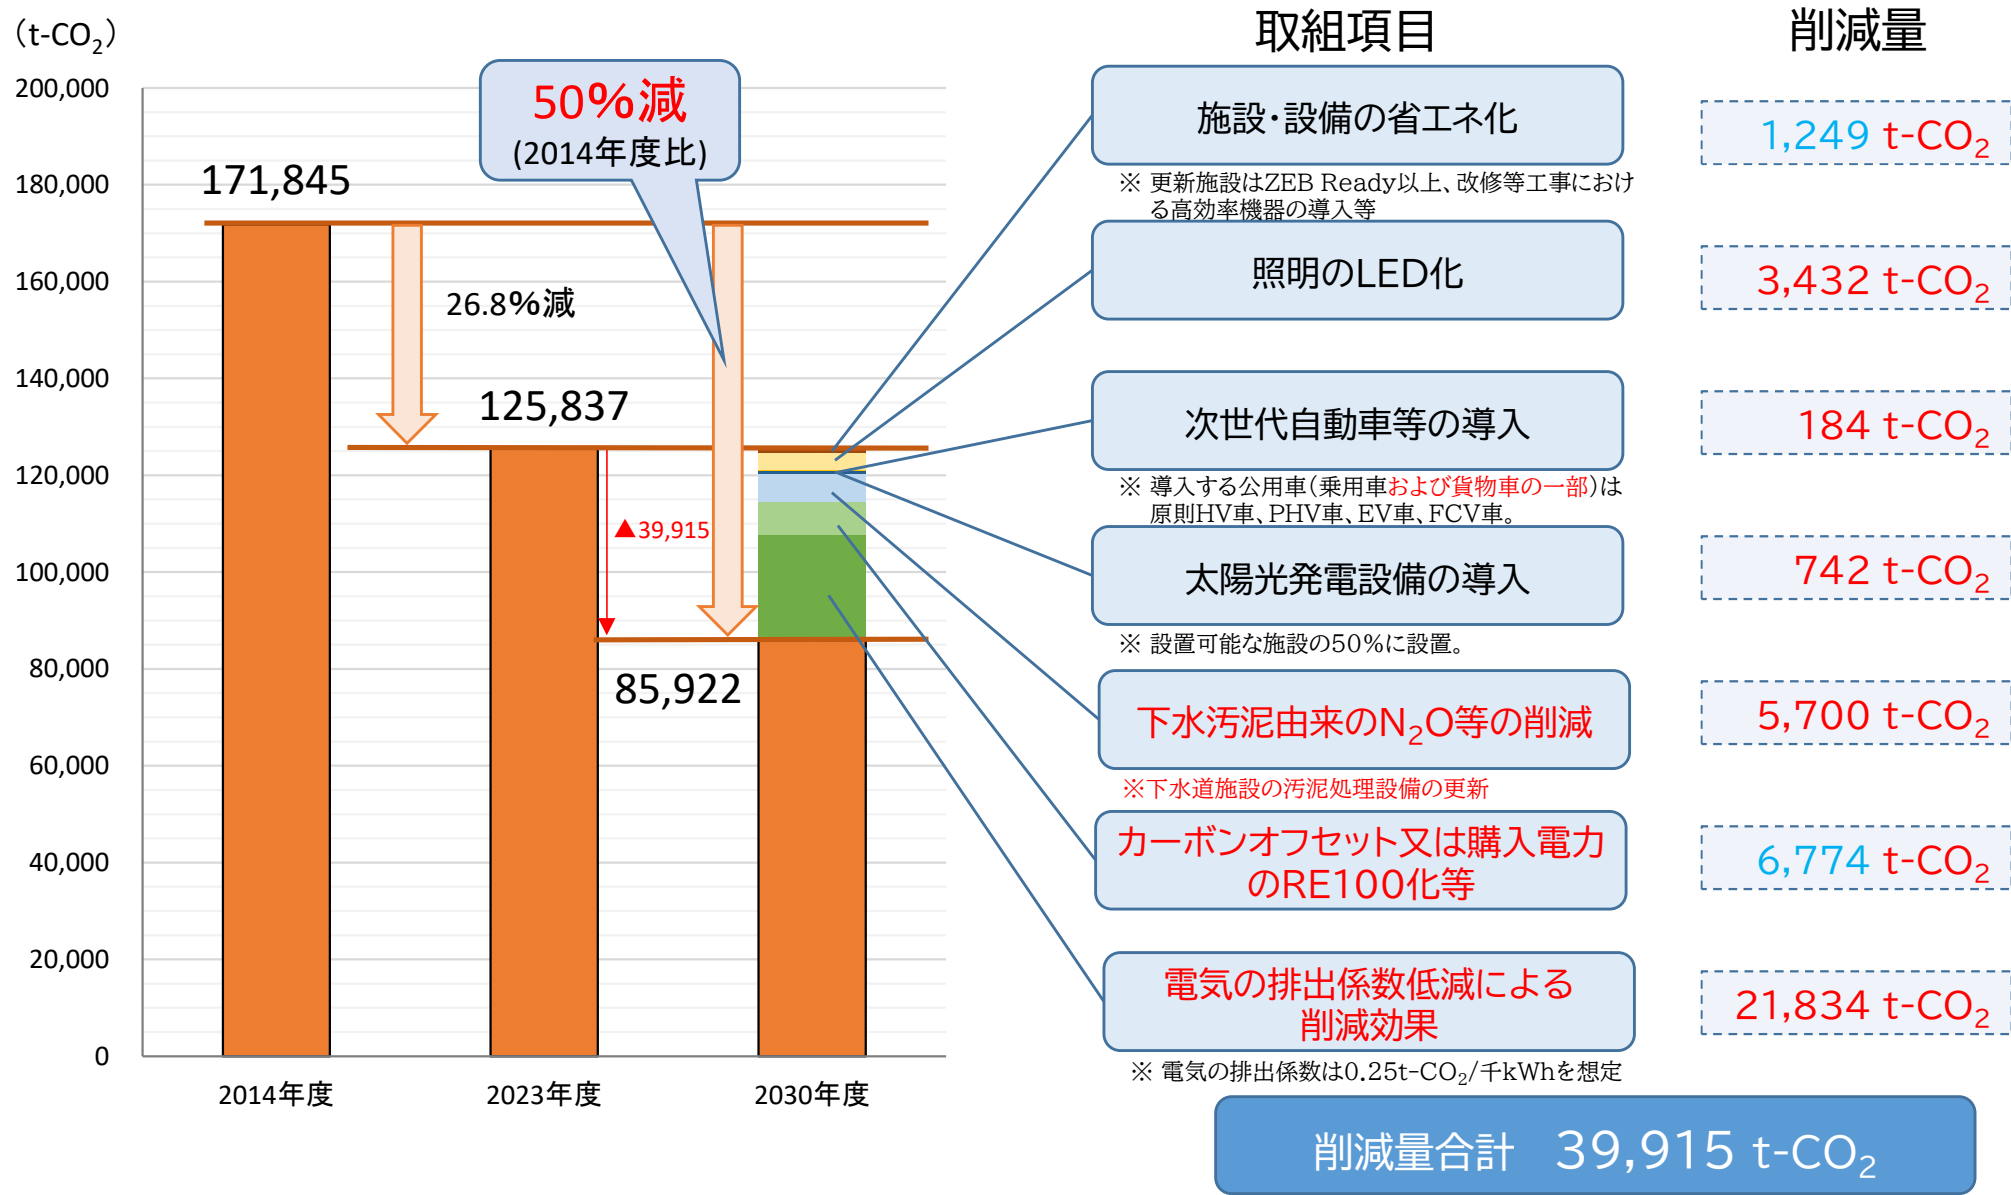 （t-CO₂）
200,000
180,000
160,000
140,000
120,000
100,000
80,000
60,000
40,000
20,000
0
171,845
50%減
(2014年度比)
26.8%減
125,837
▲39,915
85,922
2014年度
2023年度
2030年度
取組項目
削減量
施設・設備の省エネ化
1,249 t-CO₂
※ 更新施設はZEB Ready以上、改修等工事におけ
る高効率機器の導入等
照明のLED化
3,432 t-CO₂
次世代自動車等の導入
184 t-CO₂
※ 導入する公用車（乗用車および貨物車の一部）は
原則HV車、PHV車、EV車、FCV車。
太陽光発電設備の導入
742 t-CO₂
※ 設置可能な施設の50%に設置。
下水汚泥由来のN₂O等の削減
5,700 t-CO₂
※下水道施設の汚泥処理設備の更新
カーボンオフセット又は購入電力
のRE100化等
6,774 t-CO₂
電気の排出係数低減による
削減効果
21,834 t-CO₂
※ 電気の排出係数は0.25t-CO₂/千kWhを想定
削減量合計 39,915 t-CO₂